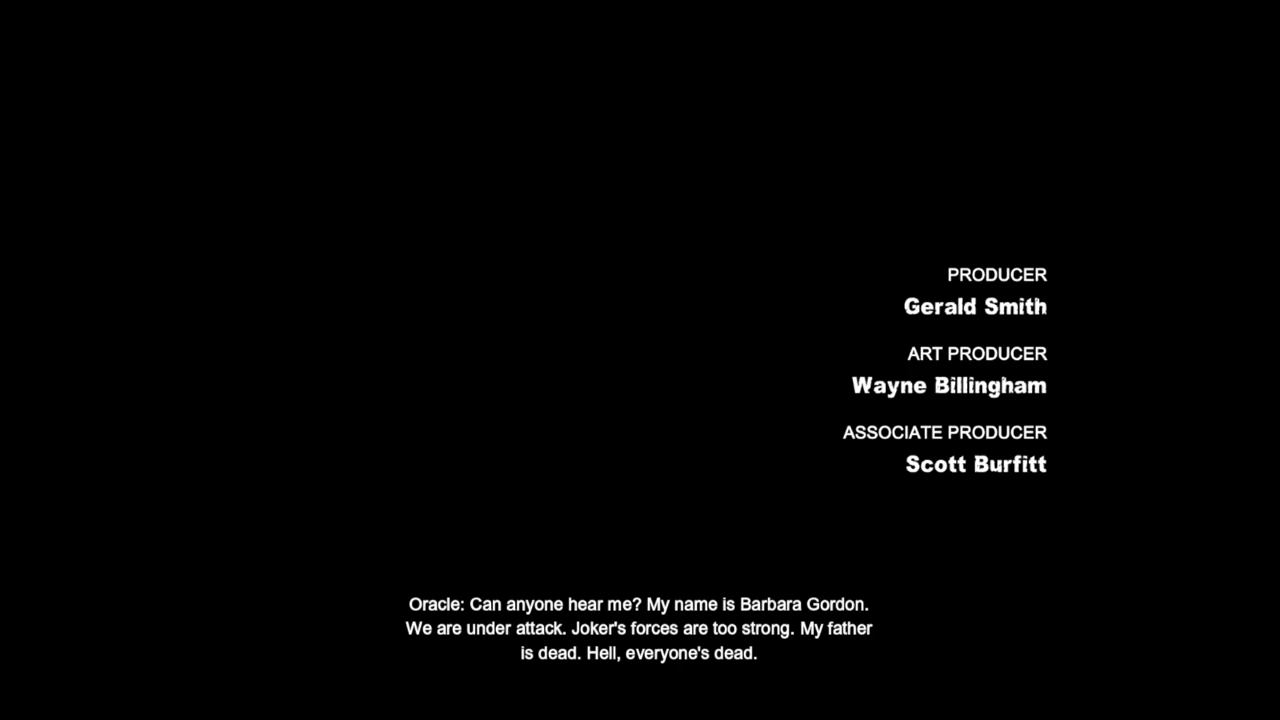 PRODUCER
Gerald Smith
ART PRODUCER
Wayne Billingham
ASSOCIATE PRODUCER
Scott Burfitt
Oracle: Can anyone hear me? My name is Barbara Gordon.
We are under attack. Joker's forces are too strong. My father
is dead. Hell, everyone's dead.